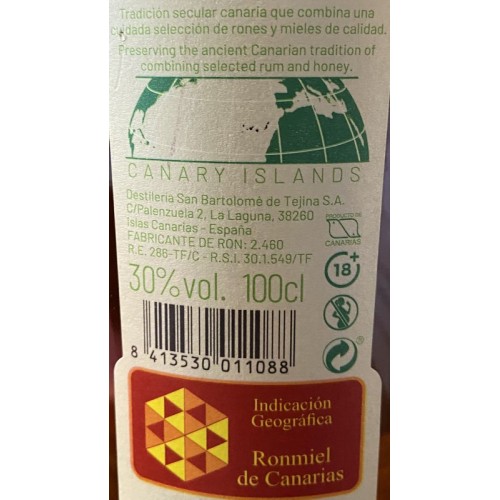 Tradición secular canaria que combina una
cuidada selección de rones y mieles de calidad.
Preserving the ancient Canarian tradition of
combining selected rum and honey.
CANARY ISLANDS
Destilería San Bartolomé de Tejina S.A.
C/Palenzuela 2, La Laguna, 38260
Islas Canarias - España
FABRICANTE DE RON: 2.460
R.E. 286-TF/C - R.S.I. 30.1.549/TF
PRODUCTO DE
CANARIAS
30%vol. 100cl
18+
8 413530 011088
Indicación
Geográfica
Ronmiel
de Canarias